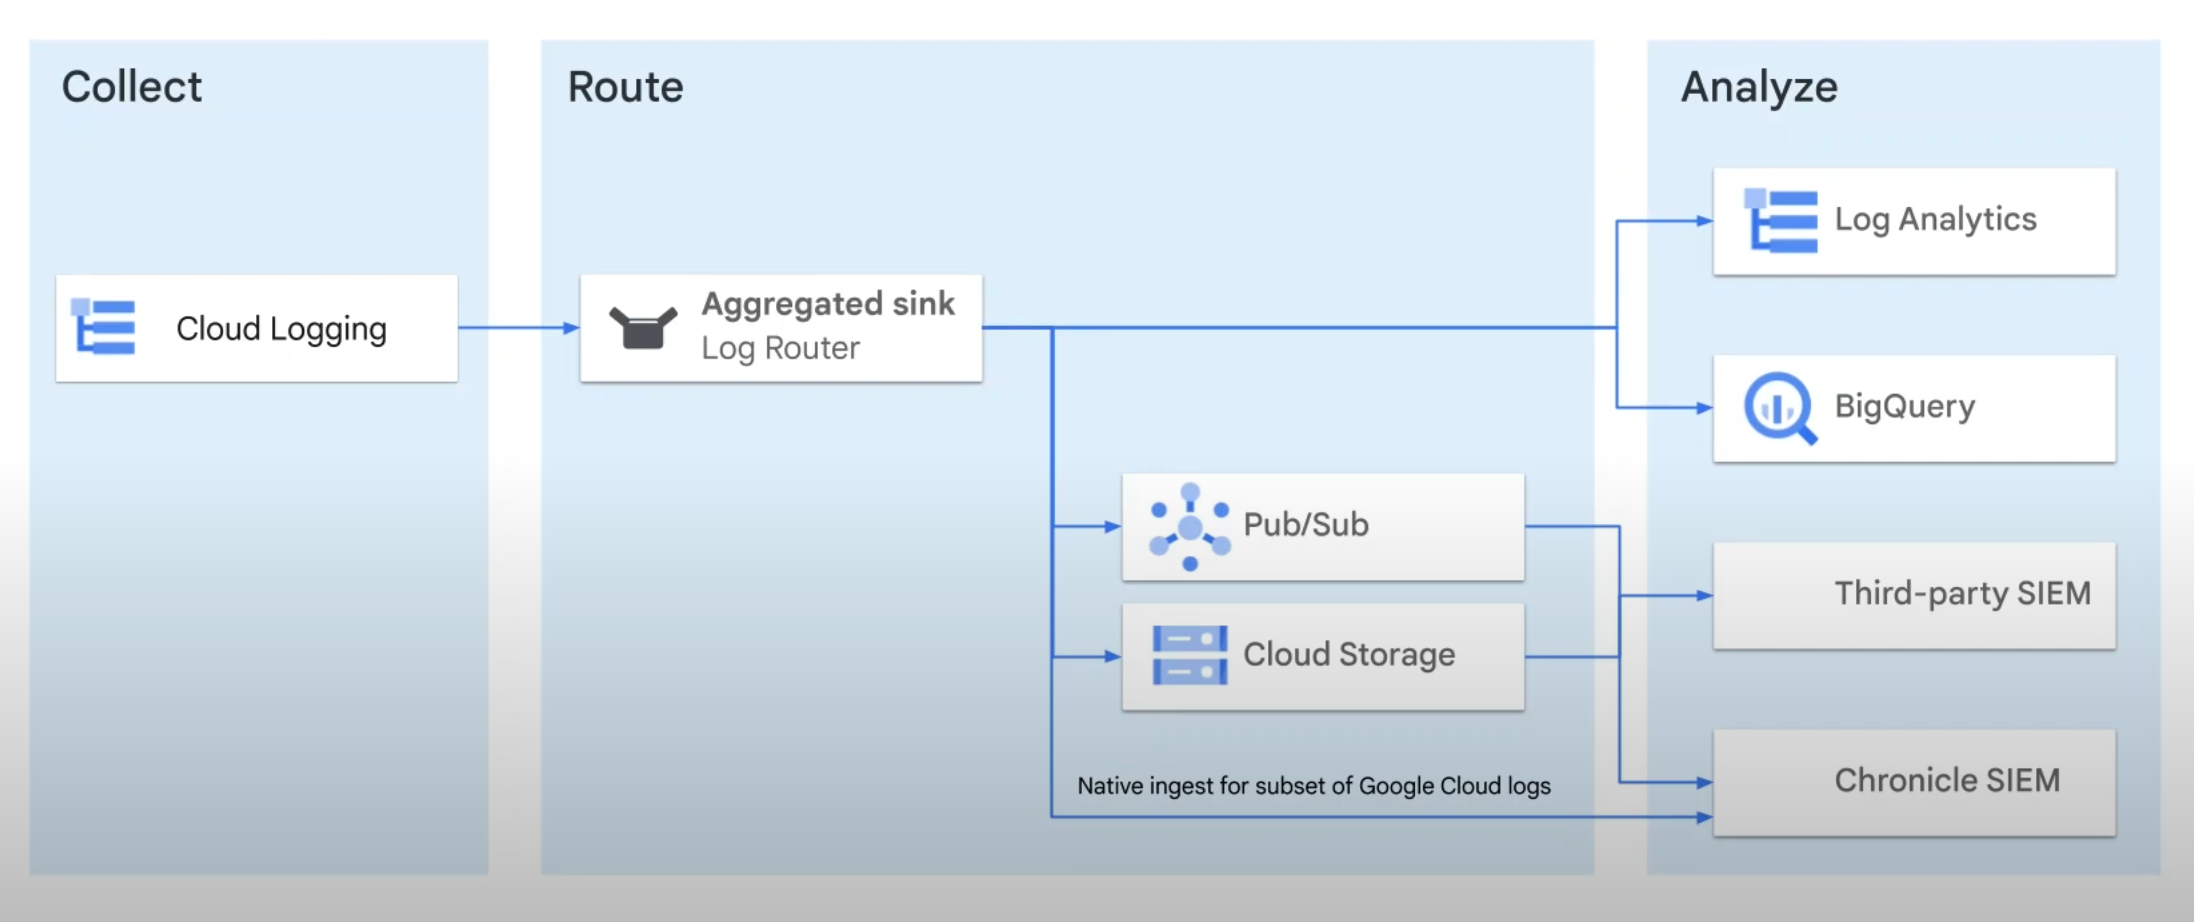 Collect
Route
Analyze
Log Analytics
Cloud Logging
Aggregated sink
Log Router
BigQuery
Pub/Sub
Third-party SIEM
Cloud Storage
Native ingest for subset of Google Cloud logs
Chronicle SIEM